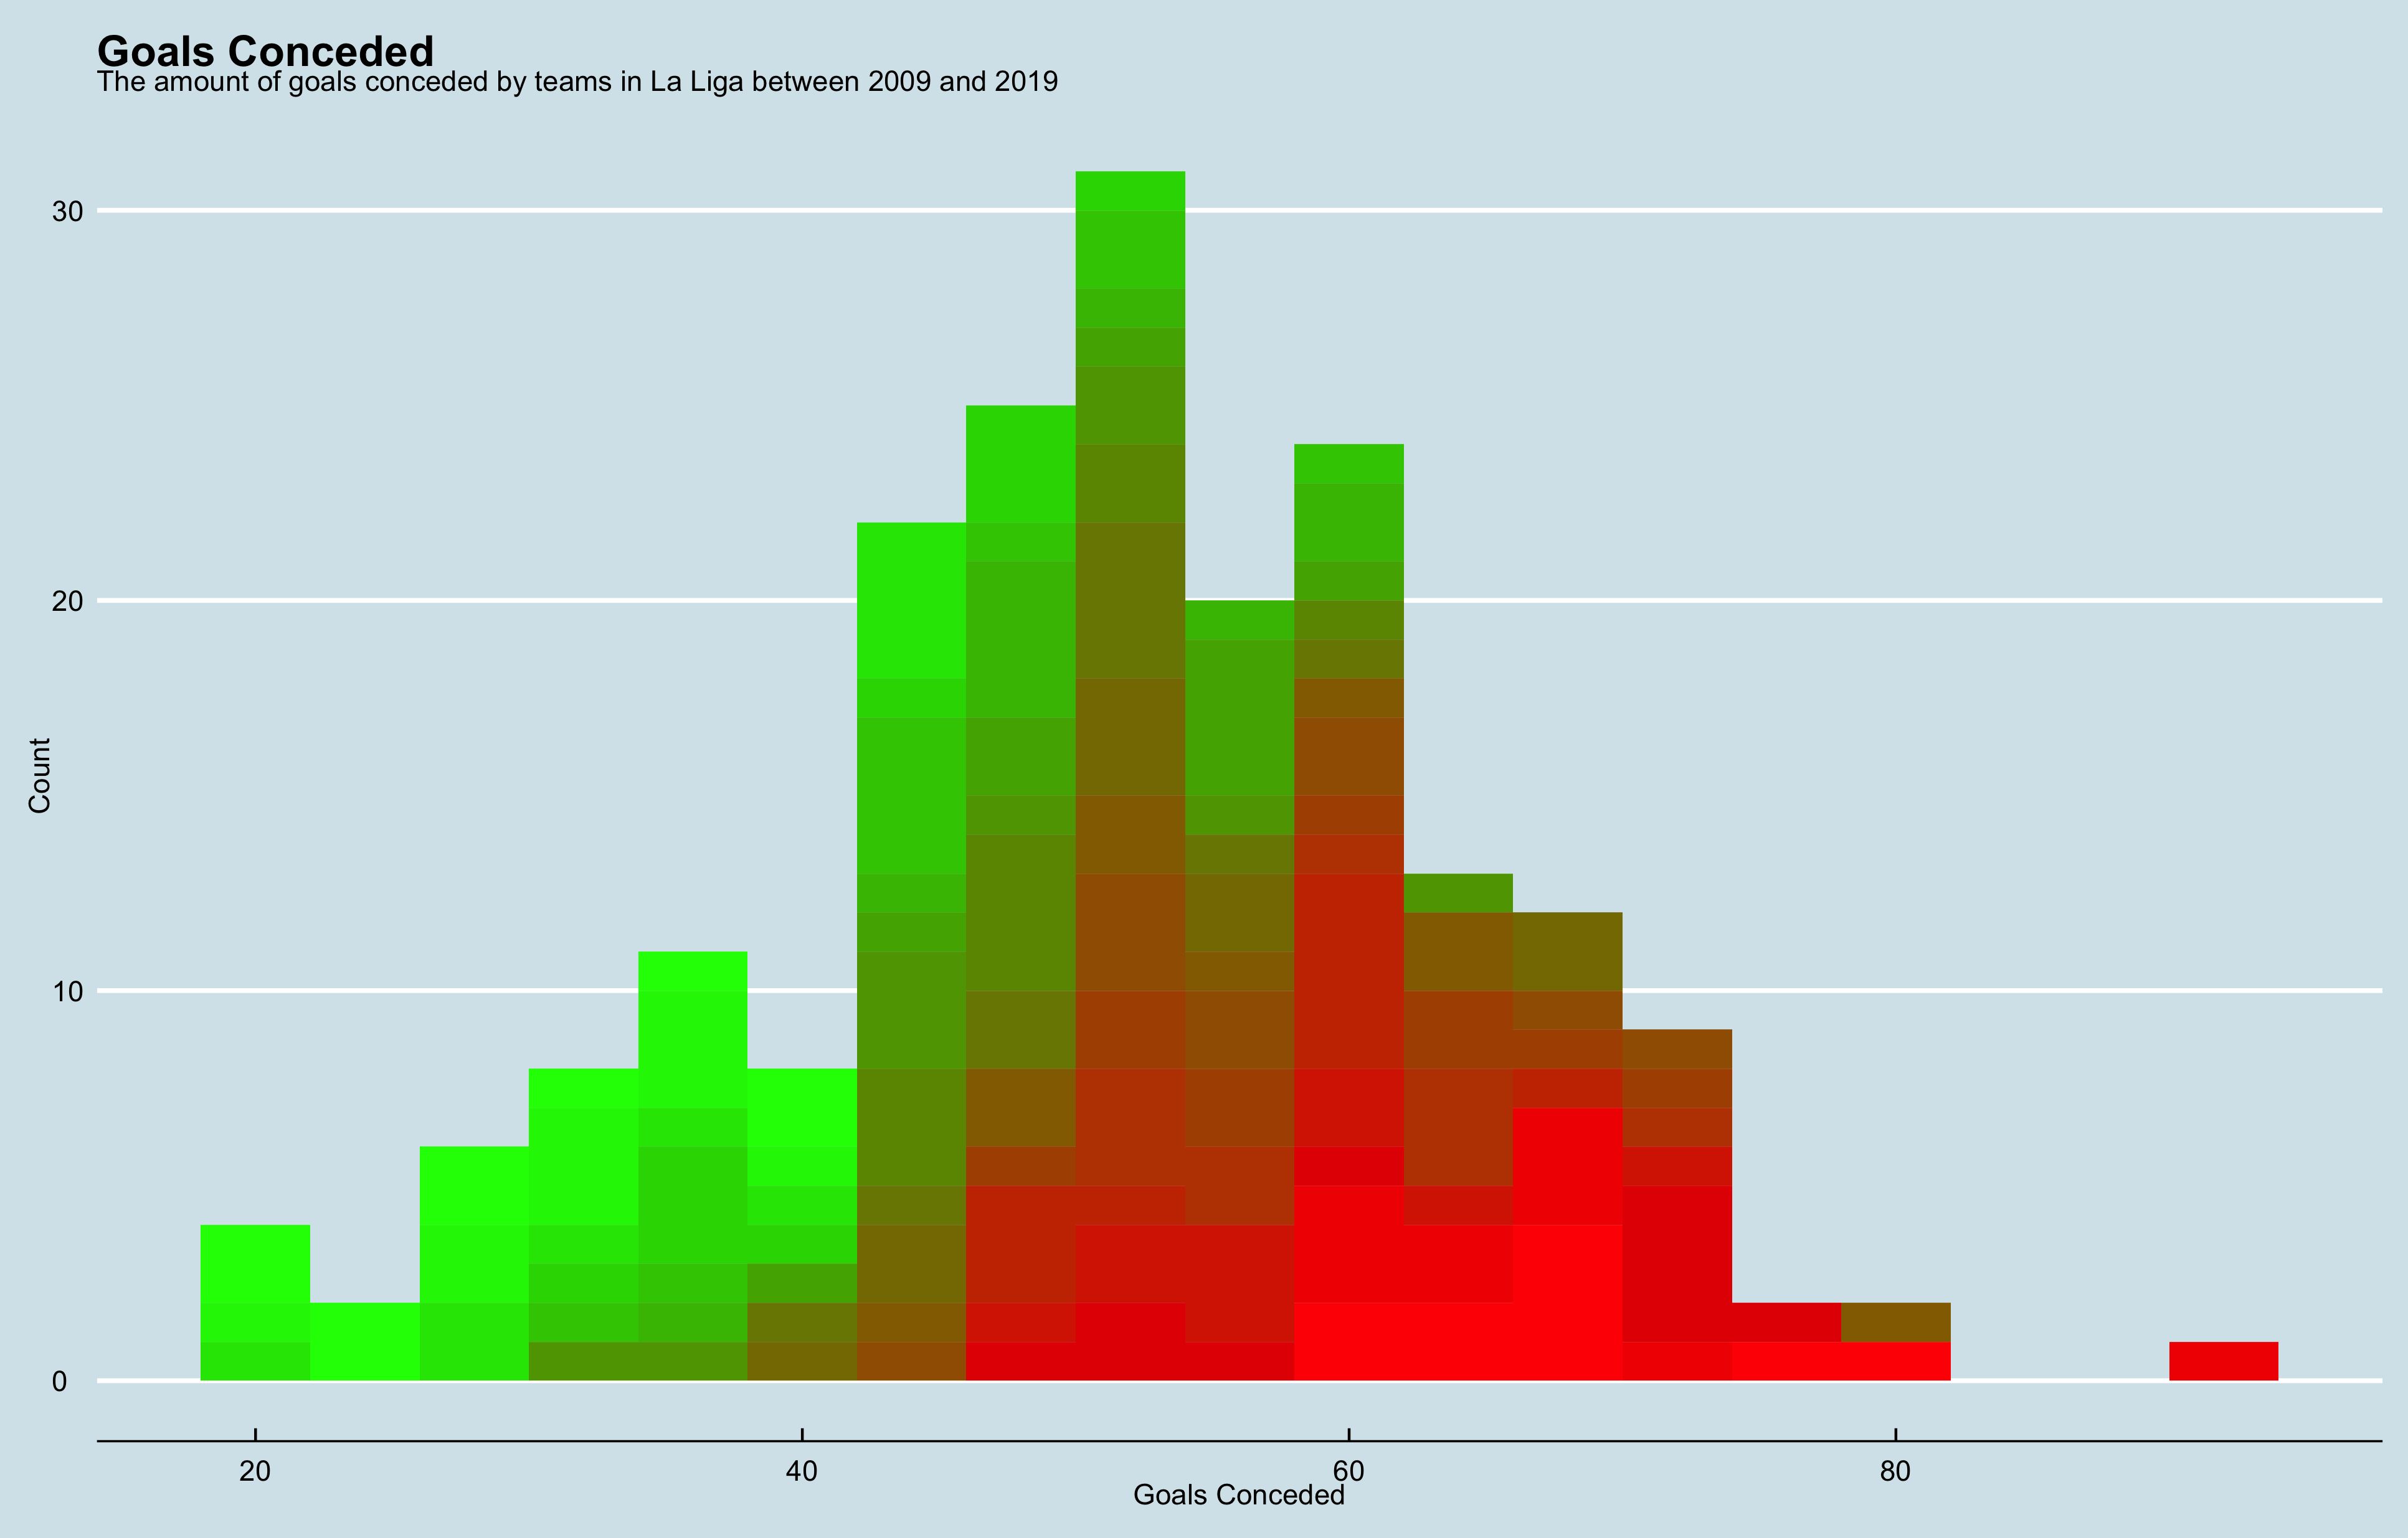 Goals Conceded
The amount of goals conceded by teams in La Liga between 2009 and 2019
30
20
10
0
Count
20 40 60 80
Goals Conceded